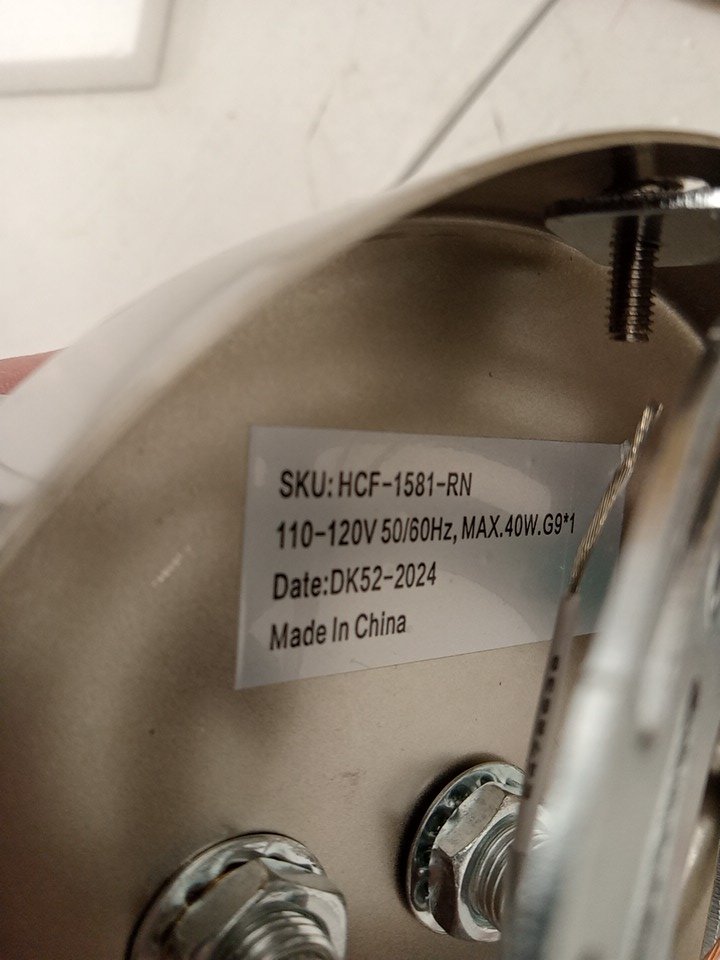 SKU: HCF-1581-RN
110-120V 50/60Hz, MAX.40W.G9*1
Date:DK52-2024
Made In China